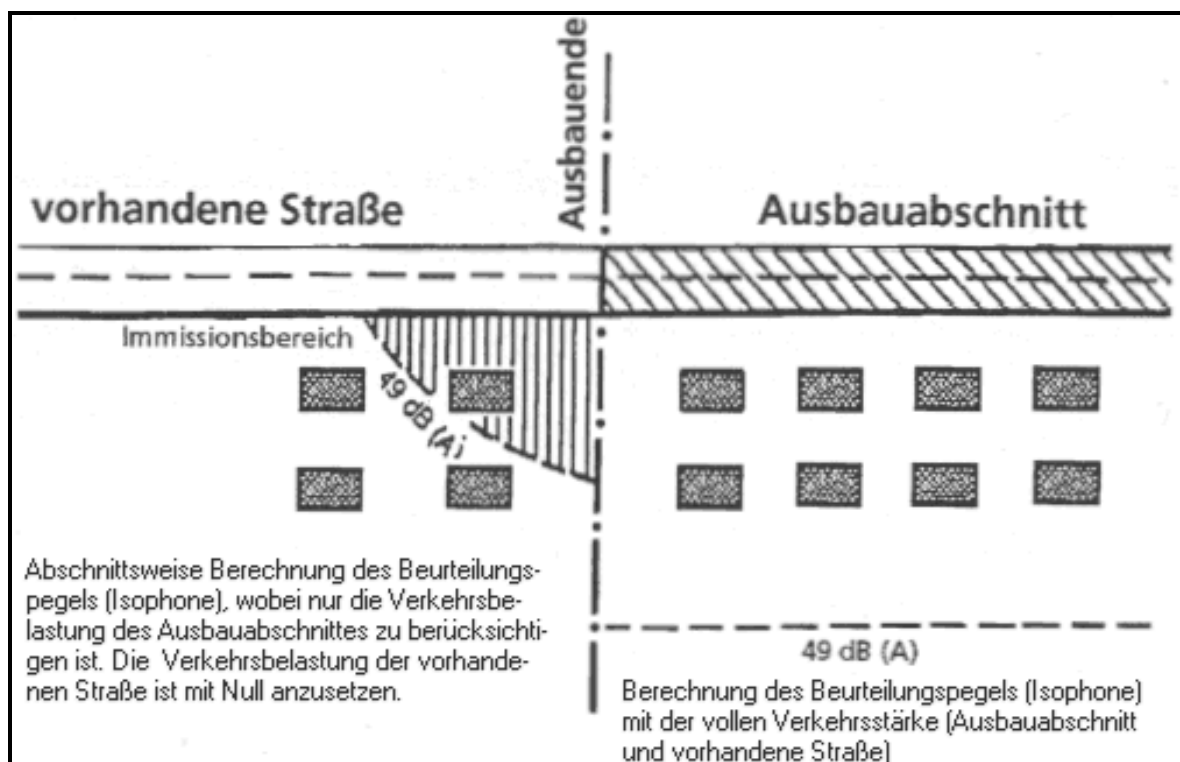 Ausbauende
vorhandene Straße
Ausbauabschnitt
Immissionsbereich
49 dB (A)
Abschnittsweise Berechnung des Beurteilungs-
pegels (Isophone), wobei nur die Verkehrsbe-
lastung des Ausbauabschnittes zu berücksichti-
gen ist. Die Verkehrsbelastung der vorhande-
nen Straße ist mit Null anzusetzen.
49 dB (A)
Berechnung des Beurteilungspegels (Isophone)
mit der vollen Verkehrsstärke (Ausbauabschnitt
und vorhandene Straße)